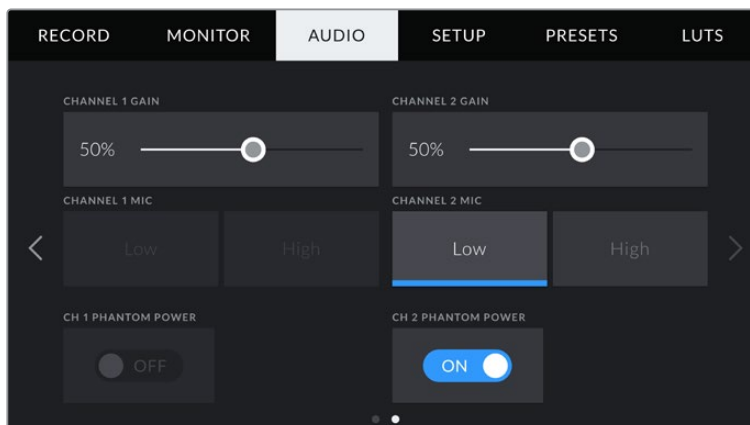 RECORD MONITOR AUDIO SETUP PRESETS LUTS
CHANNEL 1 GAIN CHANNEL 2 GAIN
50% 50%
CHANNEL 1 MIC CHANNEL 2 MIC
Low High Low High
CH 1 PHANTOM POWER CH 2 PHANTOM POWER
OFF ON